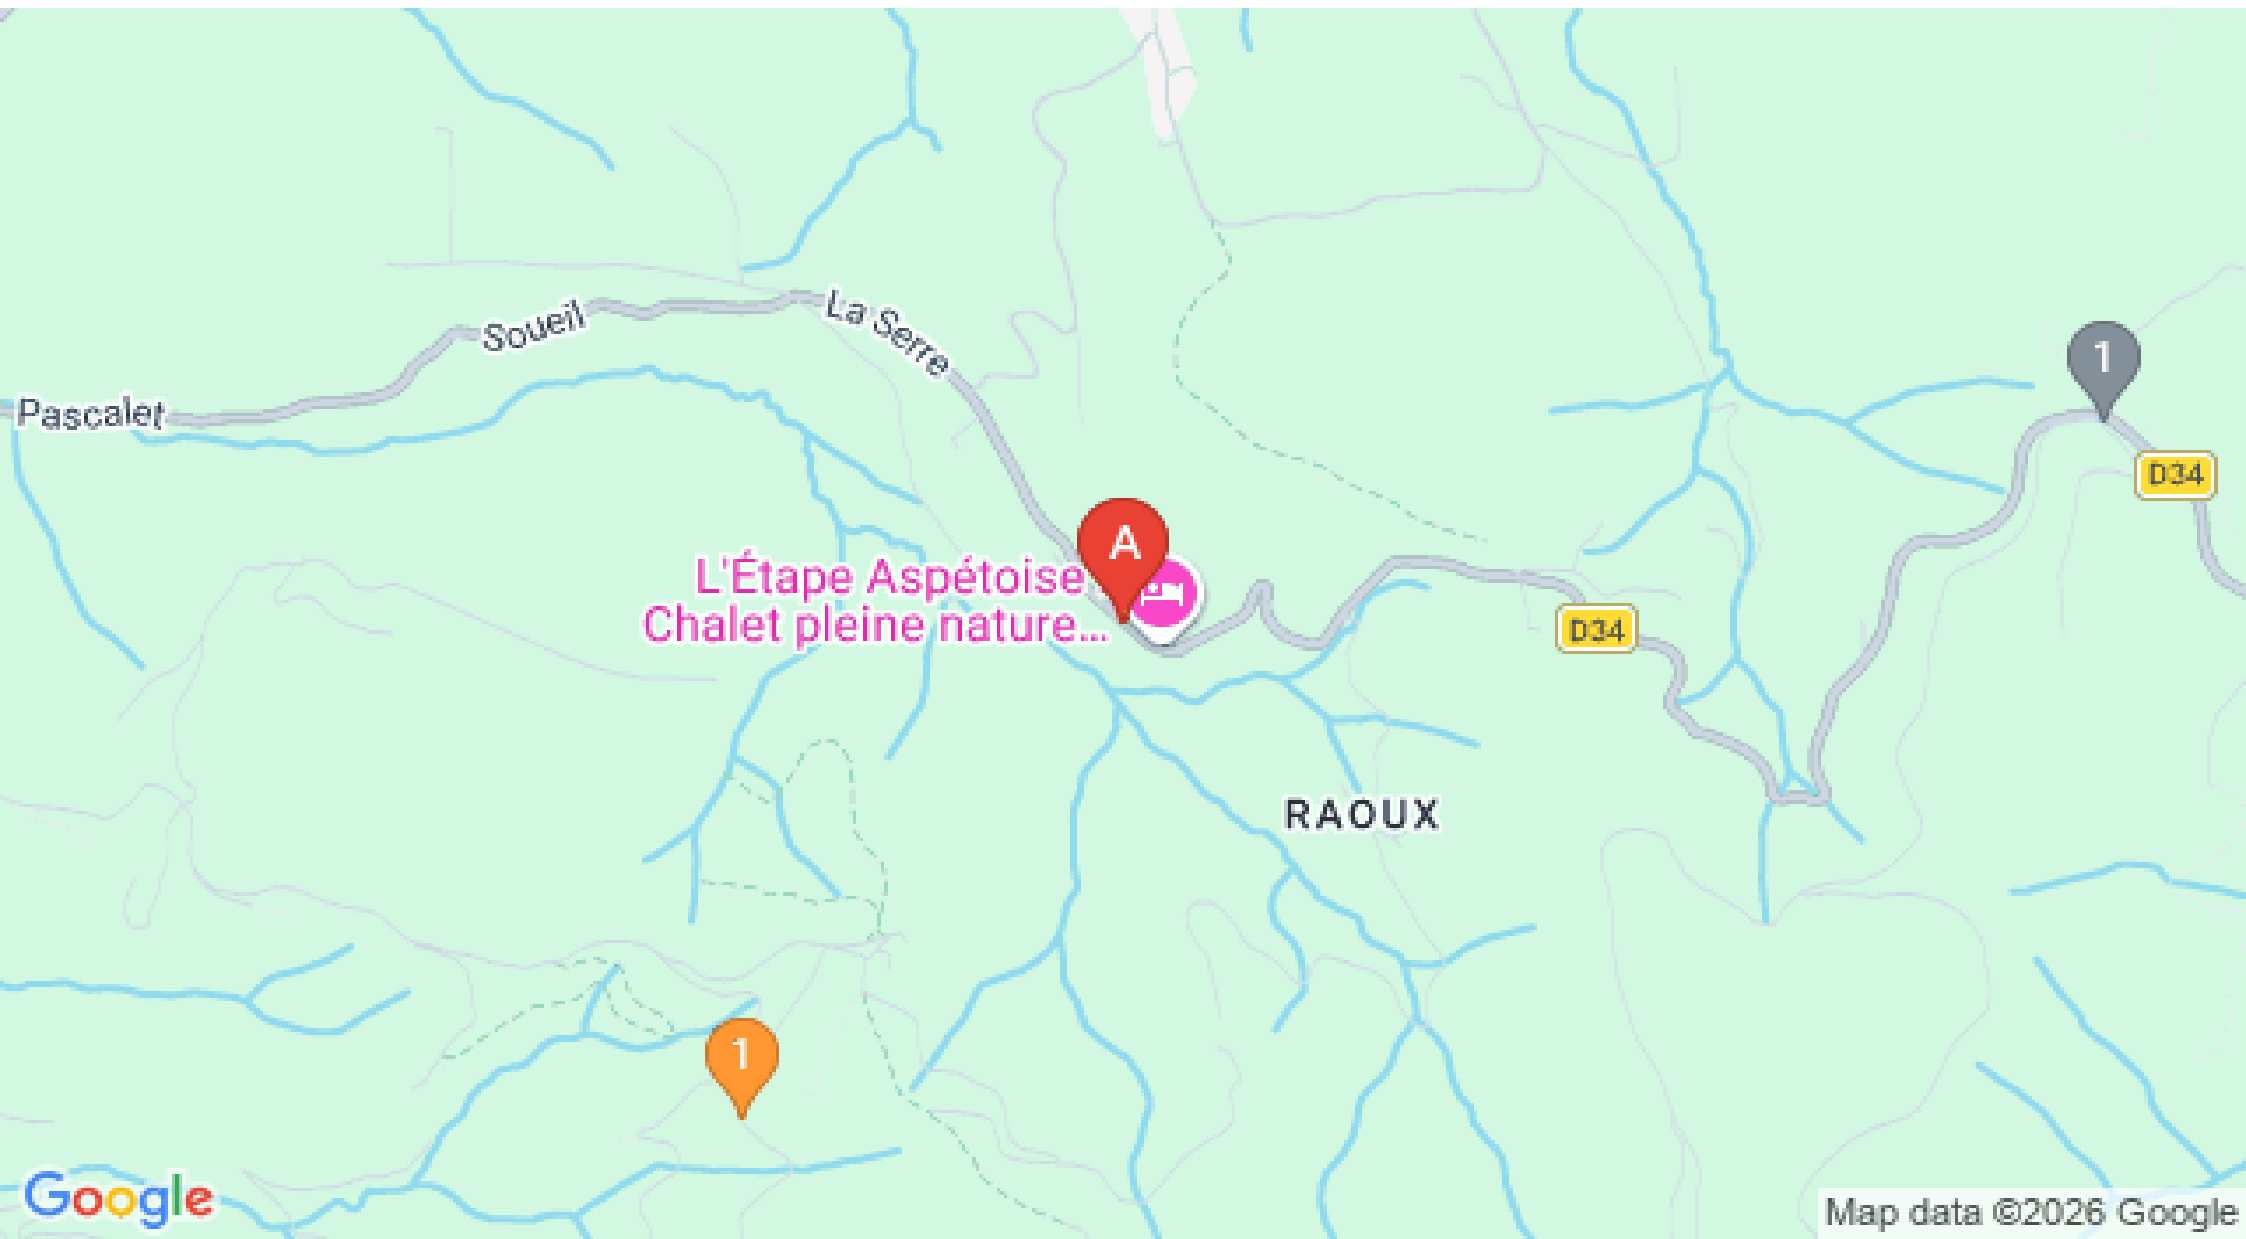 Soueil
La Serre
Pascalet
1
D34
A
L'Étape Aspétoise
Chalet pleine nature...
D34
RAOUX
1
Google
Map data ©2026 Google